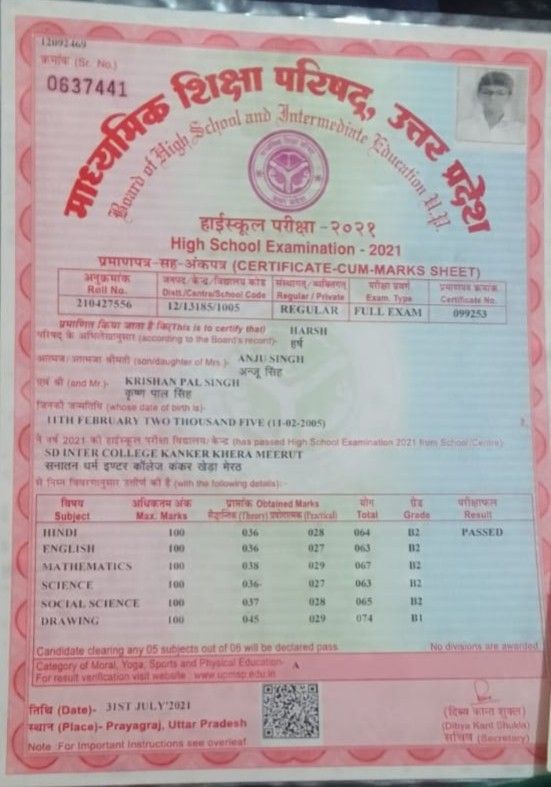 12092469
क्रमांक (Sr. No.)
0637441
माध्यमिक शिक्षा परिषद्, उत्तर प्रदेश
Board of High School and Intermediate Education U.P.
हाईस्कूल परीक्षा -२०२१
High School Examination - 2021
प्रमाणपत्र-सह-अंकपत्र (CERTIFICATE-CUM-MARKS SHEET)
अनुक्रमांक जनपद/केन्द्र/विद्यालय कोड संस्थागत/व्यक्तिगत परीक्षा प्रकार प्रमाणपत्र क्रमांक
Roll No. Distt./Centre/School Code Regular / Private Exam. Type Certificate No.
210427556 12/13185/1005 REGULAR FULL EXAM 099253
प्रमाणित किया जाता है कि(This is to certify that) HARSH
परिषद के अभिलेखानुसार (according to the Board's record)- हर्ष
आत्मज/आत्मजा श्रीमती (son/daughter of Mrs.)- ANJU SINGH
अन्जू सिंह
एवं श्री (and Mr.)- KRISHAN PAL SINGH
कृष्ण पाल सिंह
जिनकी जन्मतिथि (whose date of birth is)-
11TH FEBRUARY TWO THOUSAND FIVE (11-02-2005)
ने वर्ष 2021 की हाईस्कूल परीक्षा विद्यालय/केन्द्र (has passed High School Examination 2021 from School/Centre)-
SD INTER COLLEGE KANKER KHERA MEERUT
सनातन धर्म इण्टर कॉलेज कंकर खेड़ा मेरठ
से निम्न विवरणानुसार उत्तीर्ण की है (with the following details):-
विषय अधिकतम अंक प्राप्तांक Obtained Marks योग ग्रेड परीक्षाफल
Subject Max. Marks सैद्धान्तिक (Theory) प्रयोगात्मक (Practical) Total Grade Result
HINDI 100 036 028 064 B2 PASSED
ENGLISH 100 036 027 063 B2
MATHEMATICS 100 038 029 067 B2
SCIENCE 100 036 027 063 B2
SOCIAL SCIENCE 100 037 028 065 B2
DRAWING 100 045 029 074 B1
Candidate clearing any 05 subjects out of 06 will be declared pass. No divisions are awarded
Category of Moral, Yoga, Sports and Physical Education- A
For result verification visit website : www.upmsp.edu.in
तिथि (Date)- 31ST JULY'2021
स्थान (Place)- Prayagraj, Uttar Pradesh
(दिव्य कान्त शुक्ल)
(Divya Kant Shukla)
सचिव (Secretary)
Note :For Important Instructions see overleaf